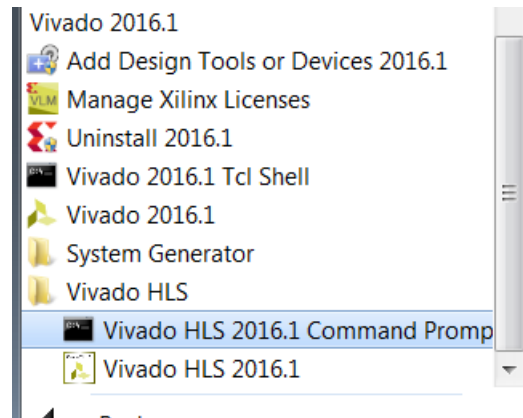 Vivado 2016.1
Add Design Tools or Devices 2016.1
VLM Manage Xilinx Licenses
Uninstall 2016.1
Vivado 2016.1 Tcl Shell
Vivado 2016.1
System Generator
Vivado HLS
Vivado HLS 2016.1 Command Promp
Vivado HLS 2016.1